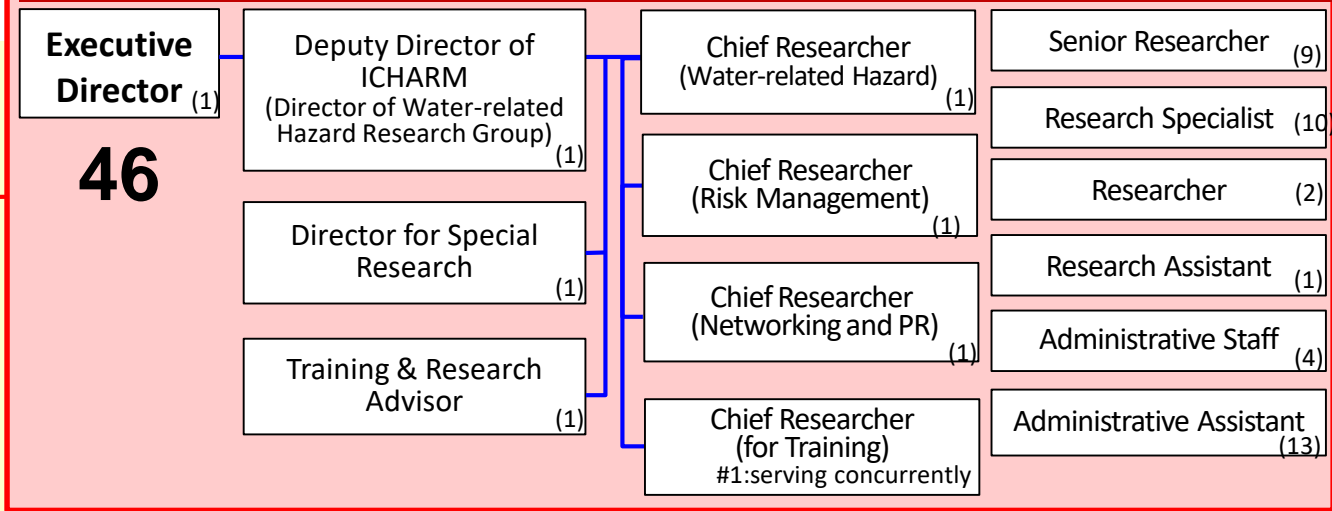 Executive
Director (1)
46
Deputy Director of
ICHARM
(Director of Water-related
Hazard Research Group)
(1)
Director for Special
Research
(1)
Training & Research
Advisor
(1)
Chief Researcher
(Water-related Hazard)
(1)
Chief Researcher
(Risk Management)
(1)
Chief Researcher
(Networking and PR)
(1)
Chief Researcher
(for Training)
#1:serving concurrently
Senior Researcher (9)
Research Specialist (10)
Researcher (2)
Research Assistant (1)
Administrative Staff (4)
Administrative Assistant
(13)